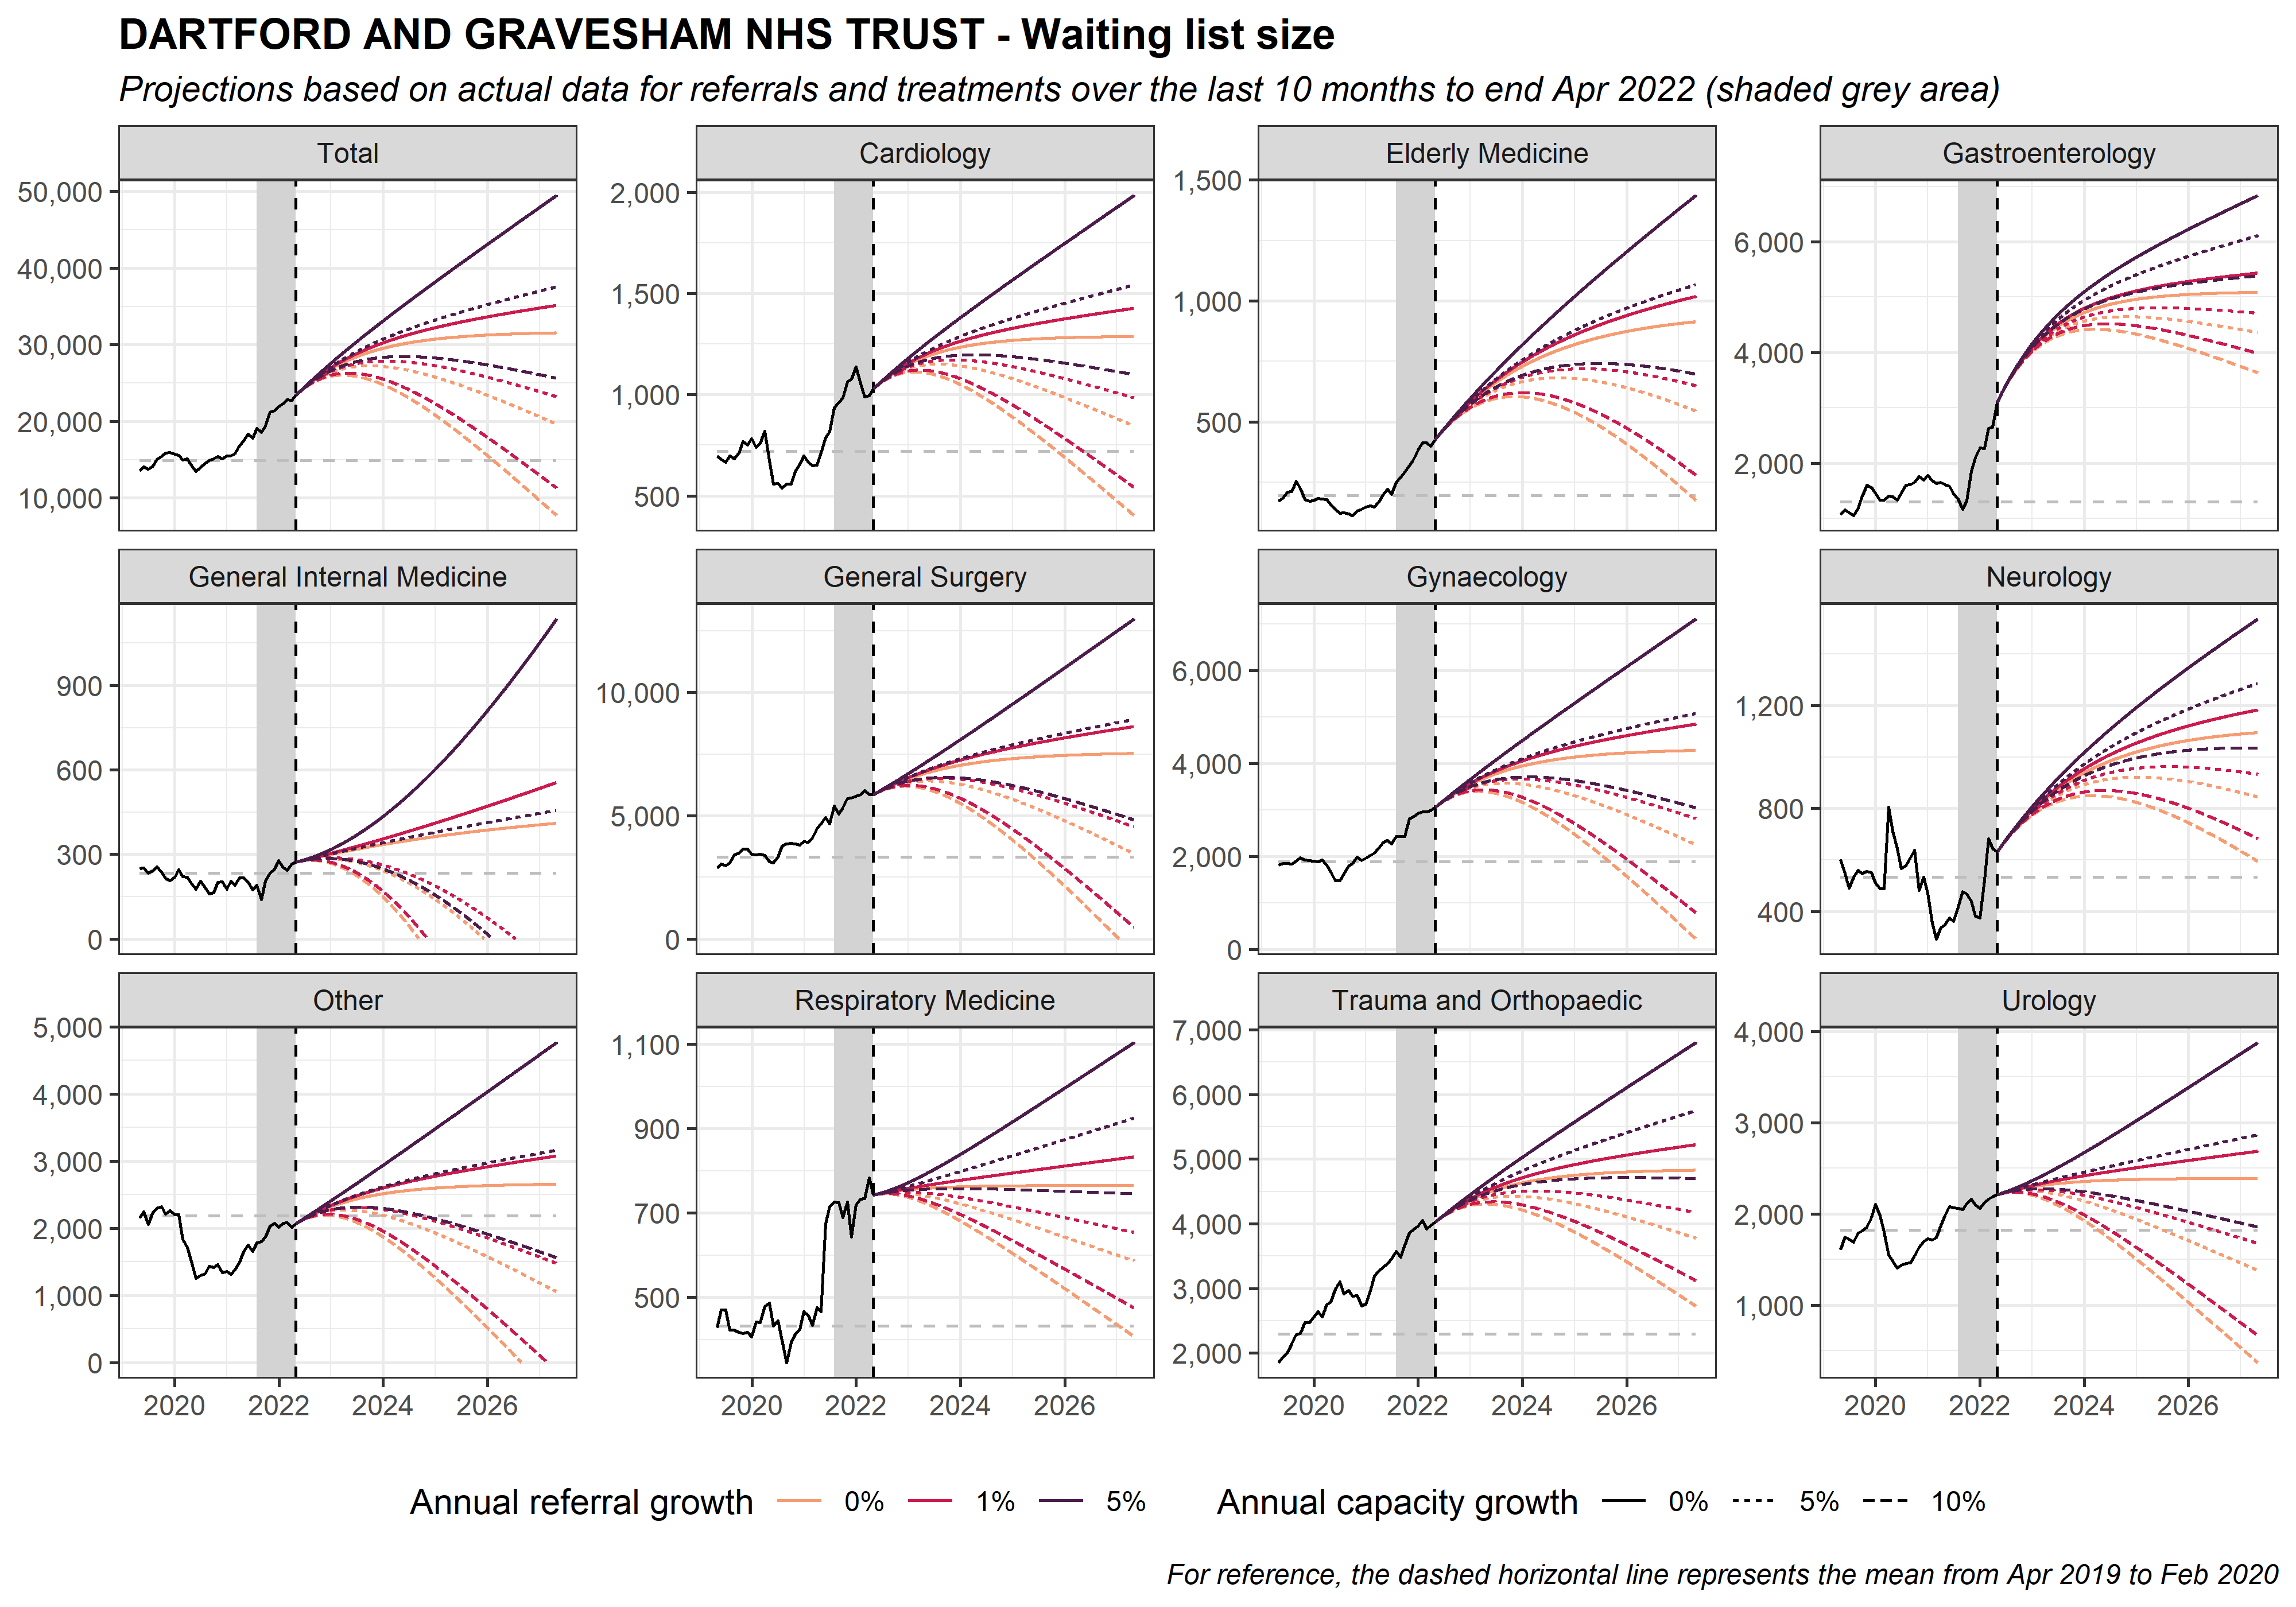 DARTFORD AND GRAVESHAM NHS TRUST - Waiting list size
Projections based on actual data for referrals and treatments over the last 10 months to end Apr 2022 (shaded grey area)
Total
50,000
40,000
30,000
20,000
10,000
Cardiology
2,000
1,500
1,000
500
Elderly Medicine
1,500
1,000
500
Gastroenterology
6,000
4,000
2,000
General Internal Medicine
900
600
300
0
General Surgery
10,000
5,000
0
Gynaecology
6,000
4,000
2,000
0
Neurology
1,200
800
400
Other
5,000
4,000
3,000
2,000
1,000
0
2020 2022 2024 2026
Respiratory Medicine
1,100
900
700
500
2020 2022 2024 2026
Trauma and Orthopaedic
7,000
6,000
5,000
4,000
3,000
2,000
2020 2022 2024 2026
Urology
4,000
3,000
2,000
1,000
2020 2022 2024 2026
Annual referral growth 0% 1% 5%
Annual capacity growth 0% 5% 10%
For reference, the dashed horizontal line represents the mean from Apr 2019 to Feb 2020